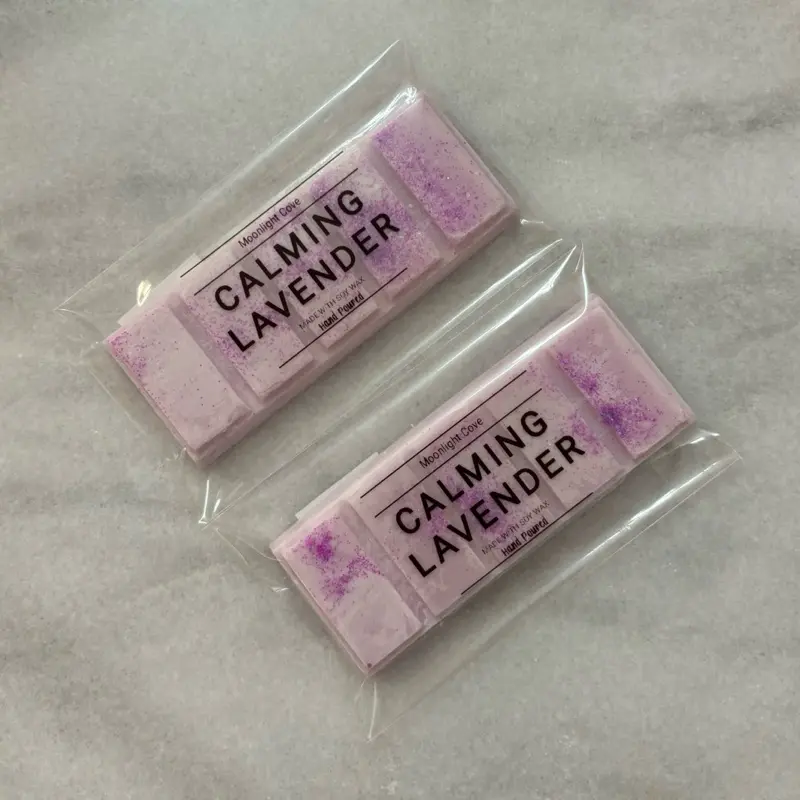 Moonlight Cove
CALMING
LAVENDER
MADE WITH SOY WAX
Hand Poured
Moonlight Cove
CALMING
LAVENDER
MADE WITH SOY WAX
Hand Poured